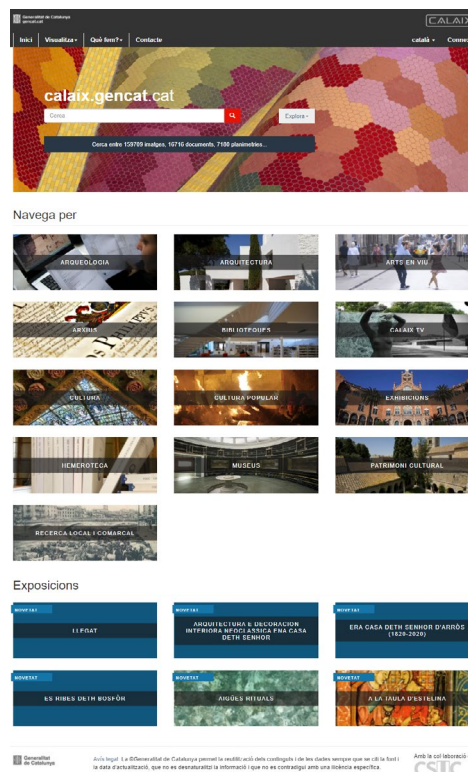 Generalitat de Catalunya
gencat.cat
CALAIX
Inici Visualitza Què fem? Contacte català Connex
calaix.gencat.cat
Cerca
Explora
Cerca entre 159709 imatges, 16716 documents, 7180 planimetries...
Navega per
ARQUEOLOGIA
ARQUITECTURA
ARTS EN VIU
ARXIUS
BIBLIOTEQUES
CALAIX TV
CULTURA
CULTURA POPULAR
EXHIBICIONS
HEMEROTECA
MUSEUS
PATRIMONI CULTURAL
RECERCA LOCAL I COMARCAL
Exposicions
NOVETAT
LLEGAT
NOVETAT
ARQUITECTURA E DECORACION
INTERIORA NEOCLASSICA ENA CASA
DETH SENHOR
NOVETAT
ERA CASA DETH SENHOR D'ARRÒS
(1820-2020)
NOVETAT
ES RIBES DETH BOSFÒR
NOVETAT
AIGÜES RITUALS
NOVETAT
A LA TAULA D'ESTELINA
Generalitat
de Catalunya
Avís legal: La ©Generalitat de Catalunya permet la reutilització dels continguts i de les dades sempre que se citi la font i
la data d'actualització, que no es desnaturalitzi la informació i que no es contradigui amb una llicència específica.
Amb la col·laboració
CSUC